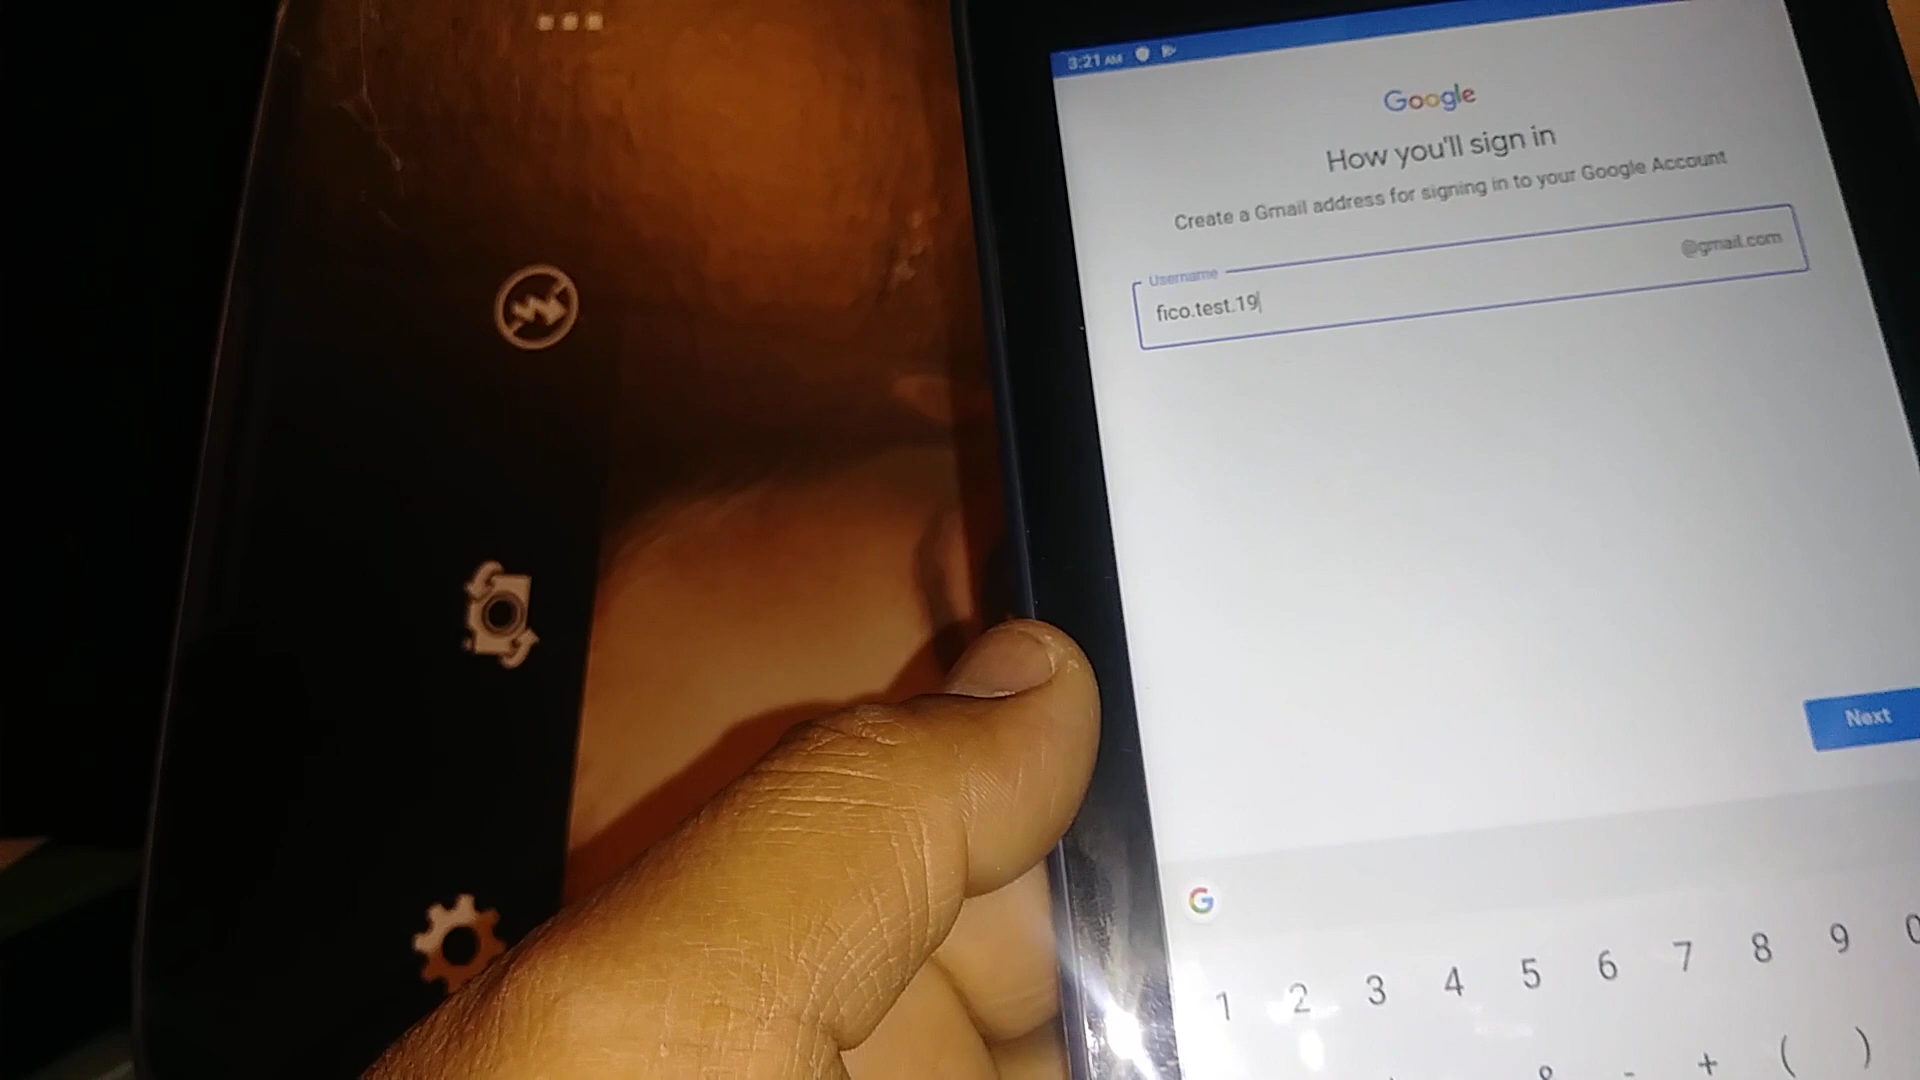 3:21 AM
Google
How you'll sign in
Create a Gmail address for signing in to your Google Account
Username
fico.test.19
@gmail.com
Next
G
1 2 3 4 5 6 7 8 9 0
- + ( )